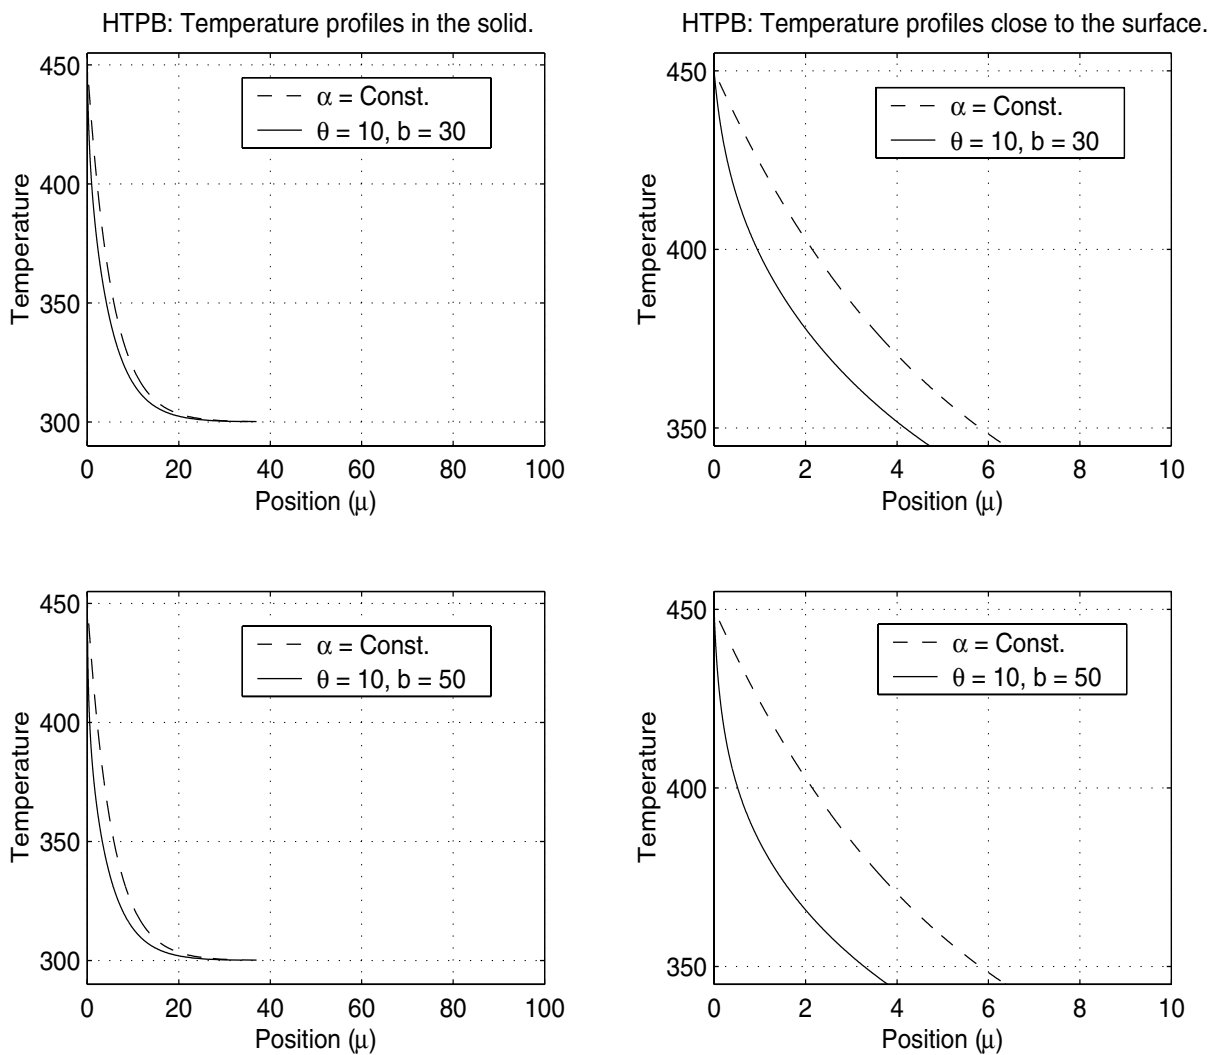 HTPB: Temperature profiles in the solid.
450
400
350
300
Temperature
α = Const.
θ = 10, b = 30
0 20 40 60 80 100
Position (μ)
HTPB: Temperature profiles close to the surface.
450
400
350
Temperature
α = Const.
θ = 10, b = 30
0 2 4 6 8 10
Position (μ)
450
400
350
300
Temperature
α = Const.
θ = 10, b = 50
0 20 40 60 80 100
Position (μ)
450
400
350
Temperature
α = Const.
θ = 10, b = 50
0 2 4 6 8 10
Position (μ)